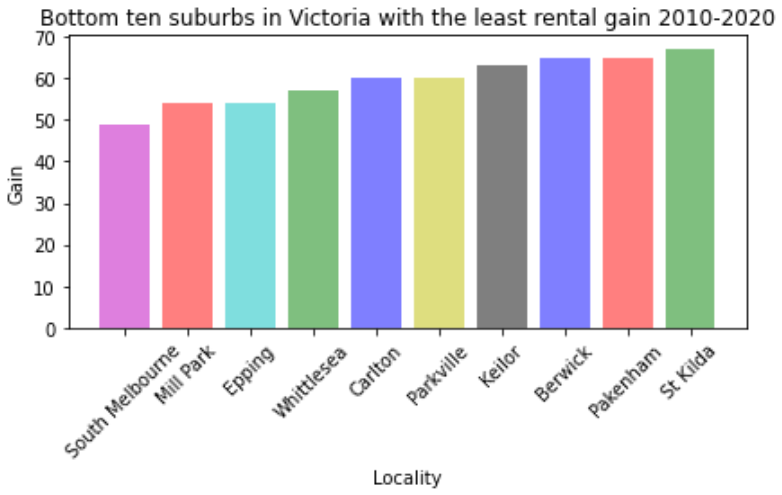 Bottom ten suburbs in Victoria with the least rental gain 2010-2020
70
60
50
40
30
20
10
0
Gain
South Melbourne
Mill Park
Epping
Whittlesea
Carlton
Parkville
Keilor
Berwick
Pakenham
St Kilda
Locality